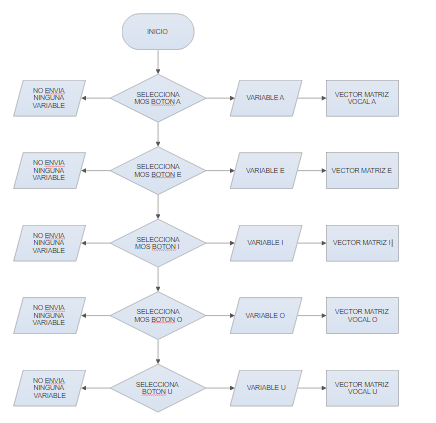 INICIO
NO ENVIA
NINGUNA
VARIABLE
SELECCIONA
MOS BOTON A
VARIABLE A
VECTOR MATRIZ
VOCAL A
NO ENVIA
NINGUNA
VARIABLE
SELECCIONA
MOS BOTON E
VARIABLE E
VECTOR MATRIZ E
NO ENVIA
NINGUNA
VARIABLE
SELECCIONA
MOS BOTON I
VARIABLE I
VECTOR MATRIZ I
NO ENVIA
NINGUNA
VARIABLE
SELECCIONA
MOS BOTON O
VARIABLE O
VECTOR MATRIZ
VOCAL O
NO ENVIA
NINGUNA
VARIABLE
SELECCIONA
BOTON U
VARIABLE U
VECTOR MATRIZ
VOCAL U